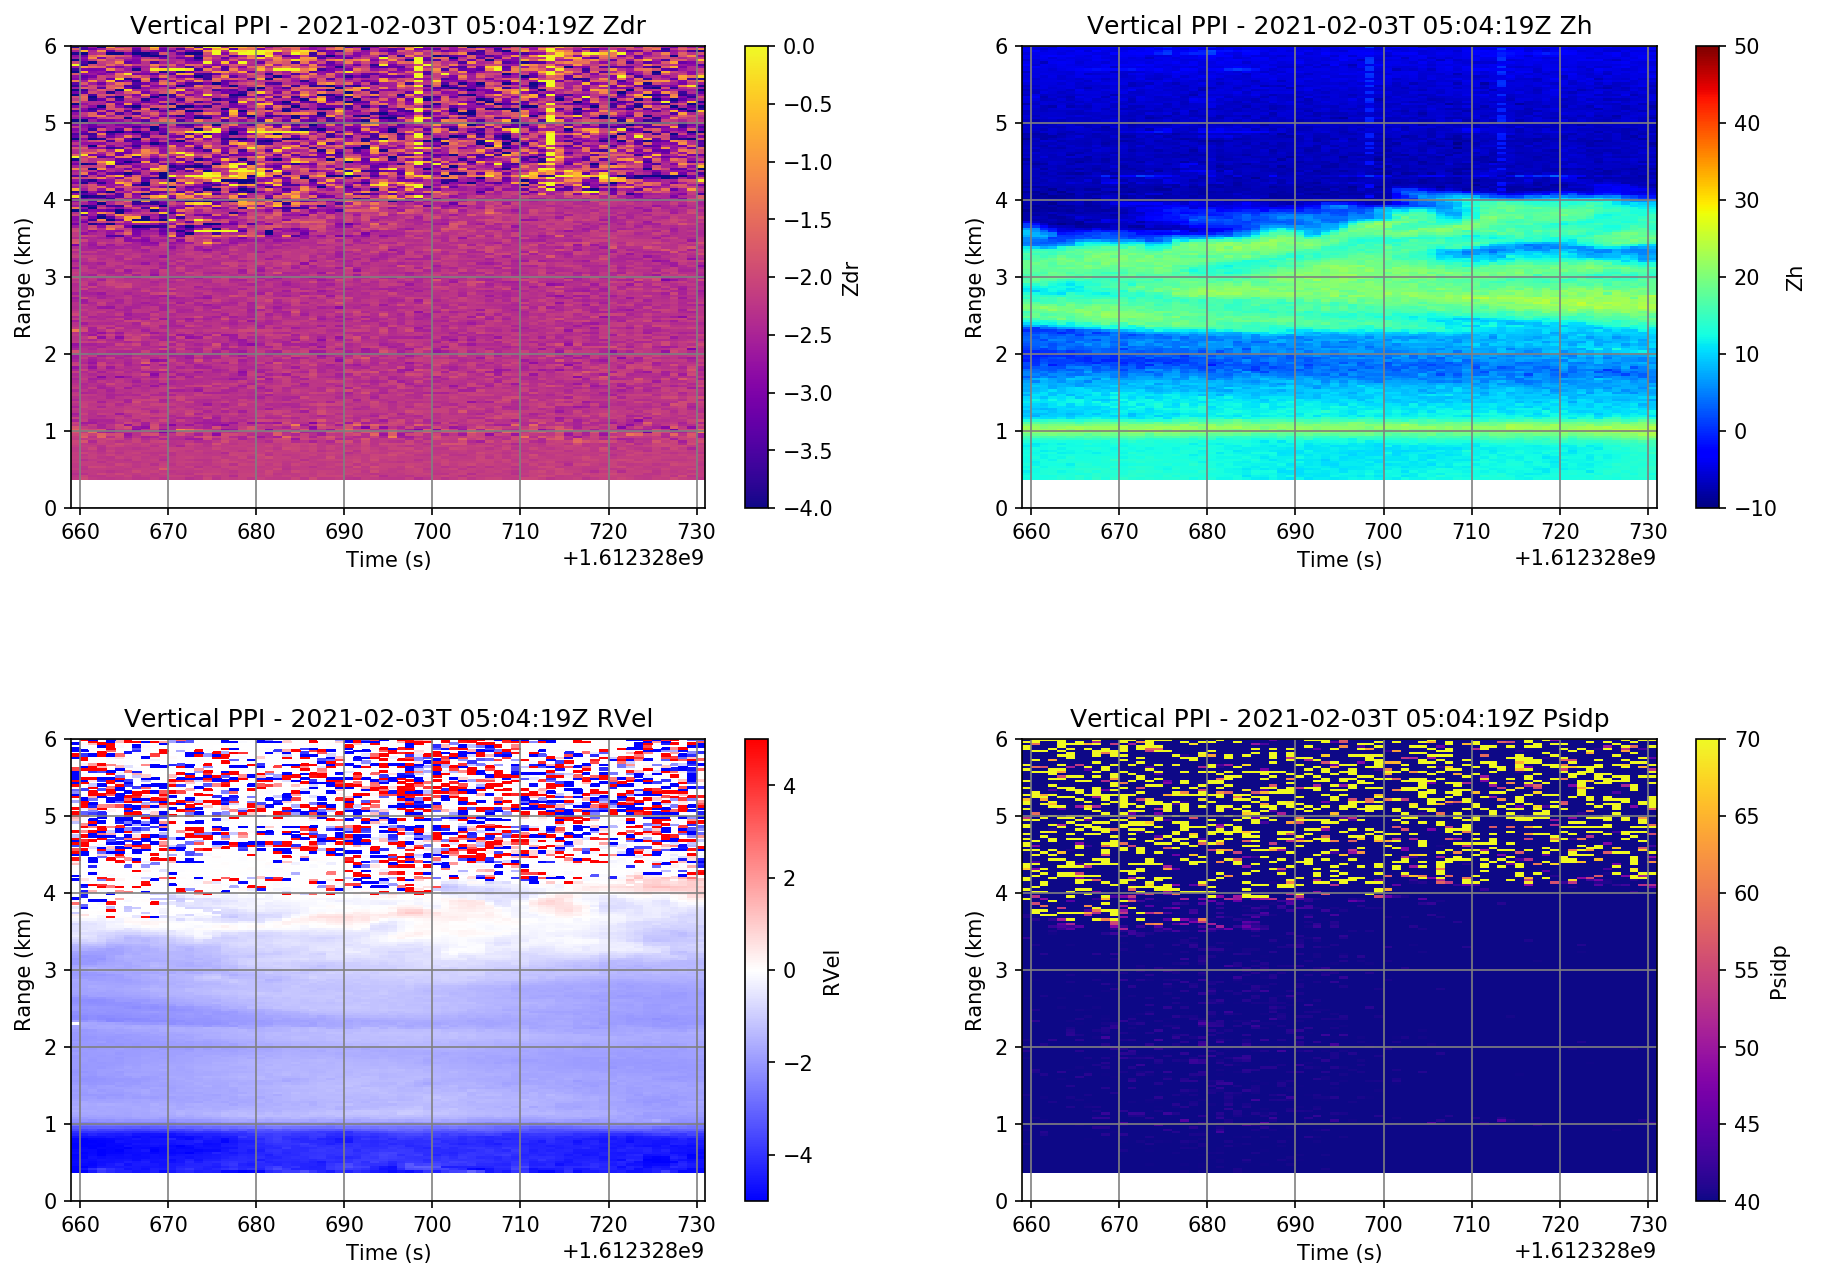 Vertical PPI - 2021-02-03T 05:04:19Z Zdr
6
5
4
3
2
1
0
Range (km)
660 670 680 690 700 710 720 730
Time (s)
+1.612328e9
0.0
−0.5
−1.0
−1.5
−2.0
−2.5
−3.0
−3.5
−4.0
Zdr
Vertical PPI - 2021-02-03T 05:04:19Z Zh
6
5
4
3
2
1
0
Range (km)
660 670 680 690 700 710 720 730
Time (s)
+1.612328e9
50
40
30
20
10
0
−10
Zh
Vertical PPI - 2021-02-03T 05:04:19Z RVel
6
5
4
3
2
1
0
Range (km)
660 670 680 690 700 710 720 730
Time (s)
+1.612328e9
4
2
0
−2
−4
RVel
Vertical PPI - 2021-02-03T 05:04:19Z Psidp
6
5
4
3
2
1
0
Range (km)
660 670 680 690 700 710 720 730
Time (s)
+1.612328e9
70
65
60
55
50
45
40
Psidp